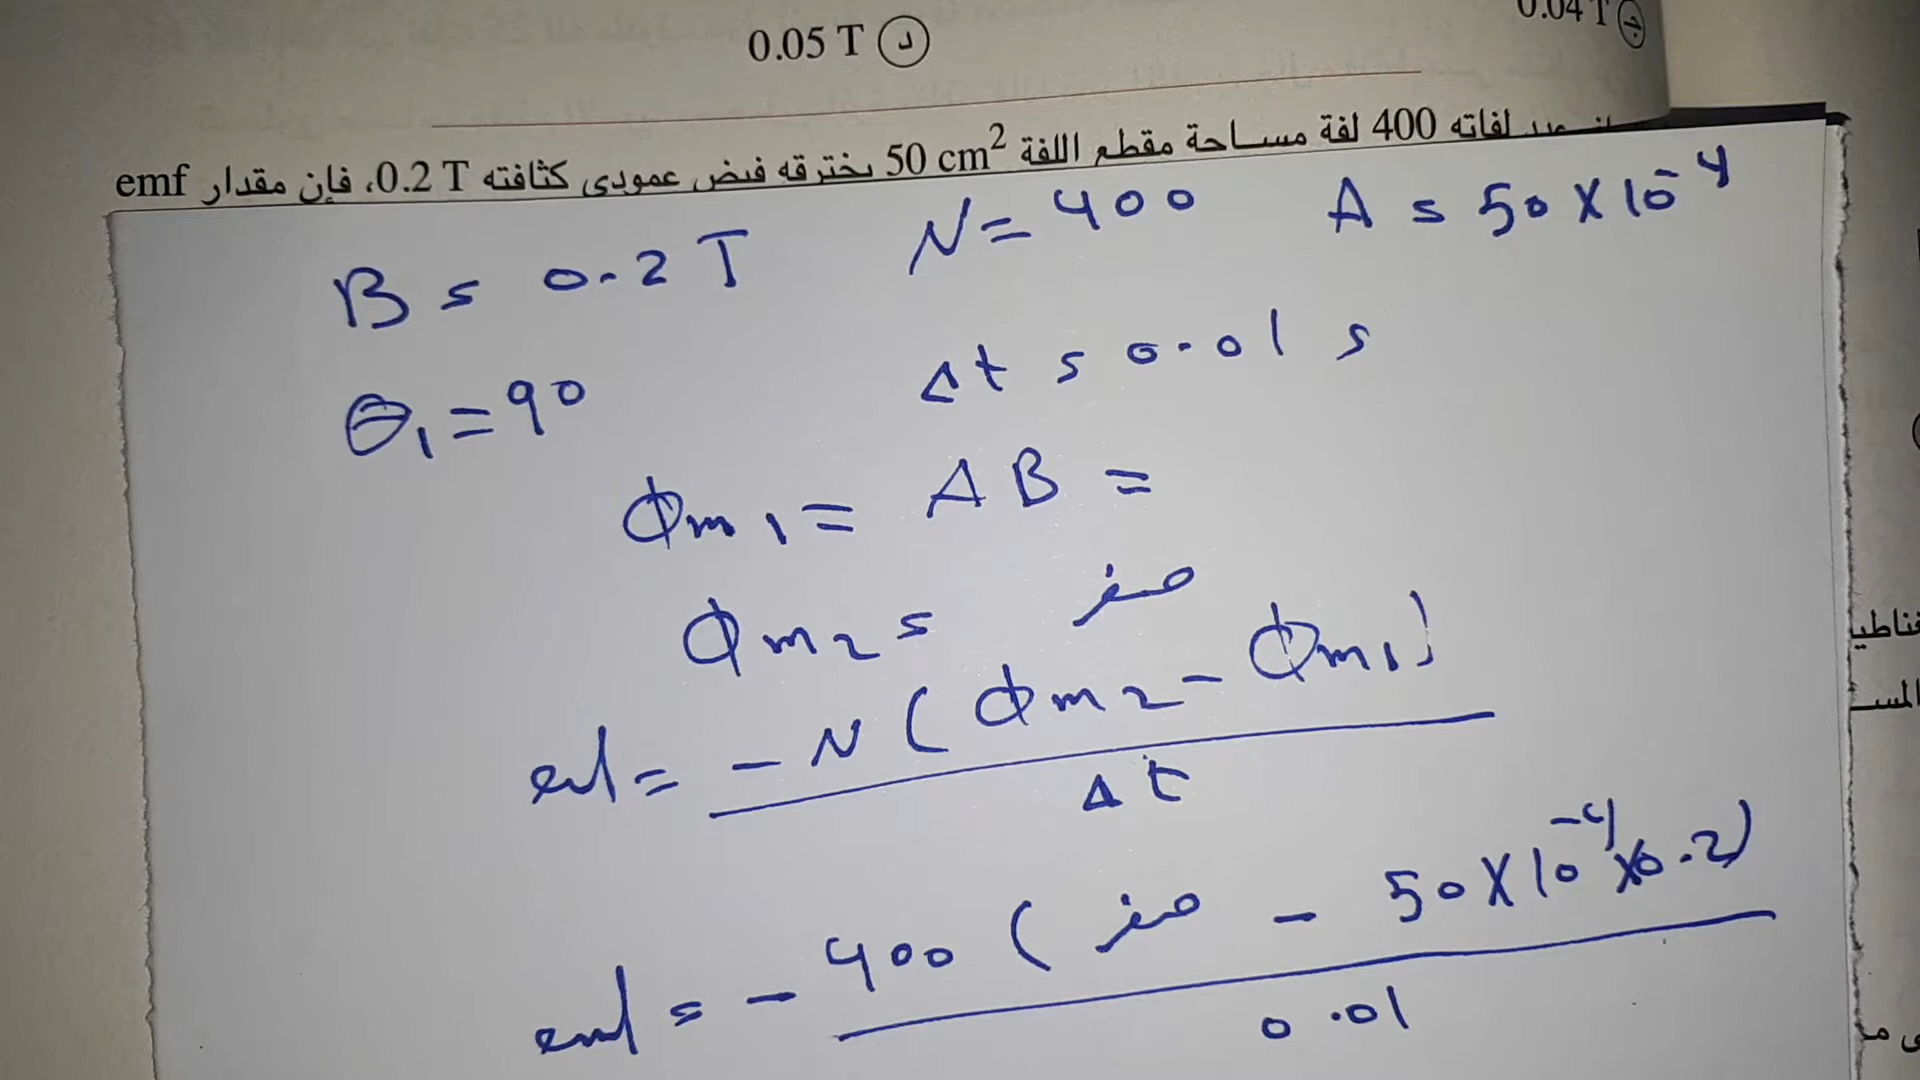 0.04 T ج
0.05 T د
عدد لفاته 400 لفة مساحة مقطع اللفة 50 cm² يخترقه فيض عمودى كثافته 0.2 T، فإن مقدار emf
B = 0.2 T N = 400 A = 50 × 10⁻⁴
θ₁ = 90 Δt = 0.01 s
ϕm₁ = AB =
ϕm₂ = صفر
emf = -N (ϕm₂ - ϕm₁)
Δt
emf = -400 (صفر - 50 × 10⁻⁴ × 0.2)
0.01